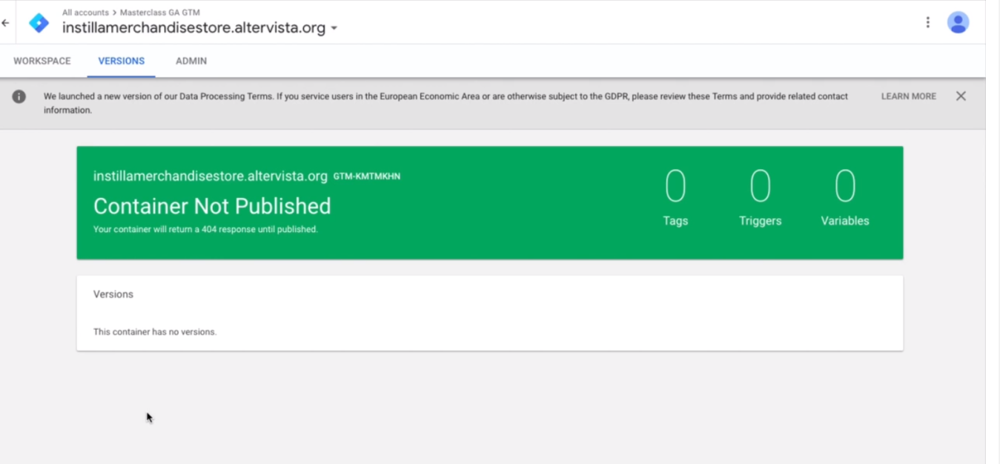 All accounts > Masterclass GA GTM
instillamerchandisestore.altervista.org
WORKSPACE VERSIONS ADMIN
We launched a new version of our Data Processing Terms. If you service users in the European Economic Area or are otherwise subject to the GDPR, please review these Terms and provide related contact
information.
LEARN MORE
instillamerchandisestore.altervista.org GTM-KMTMKHN
Container Not Published
Your container will return a 404 response until published.
0 0 0
Tags Triggers Variables
Versions
This container has no versions.